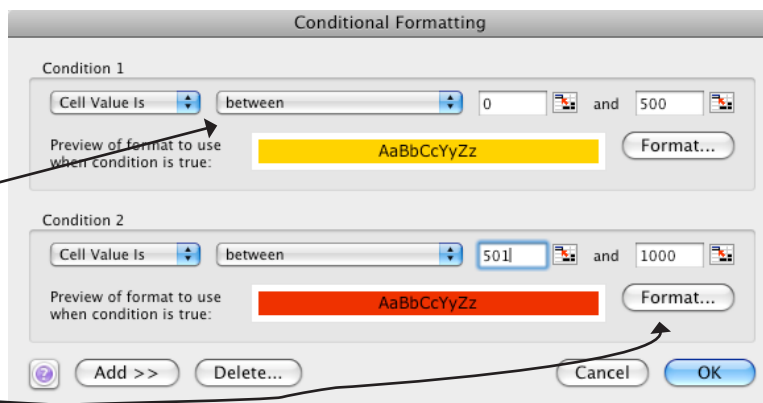 Conditional Formatting
Condition 1
Cell Value Is between 0 and 500
Preview of format to use
when condition is true:
AaBbCcYyZz
Format...
Condition 2
Cell Value Is between 501 and 1000
Preview of format to use
when condition is true:
AaBbCcYyZz
Format...
? Add >> Delete... Cancel OK